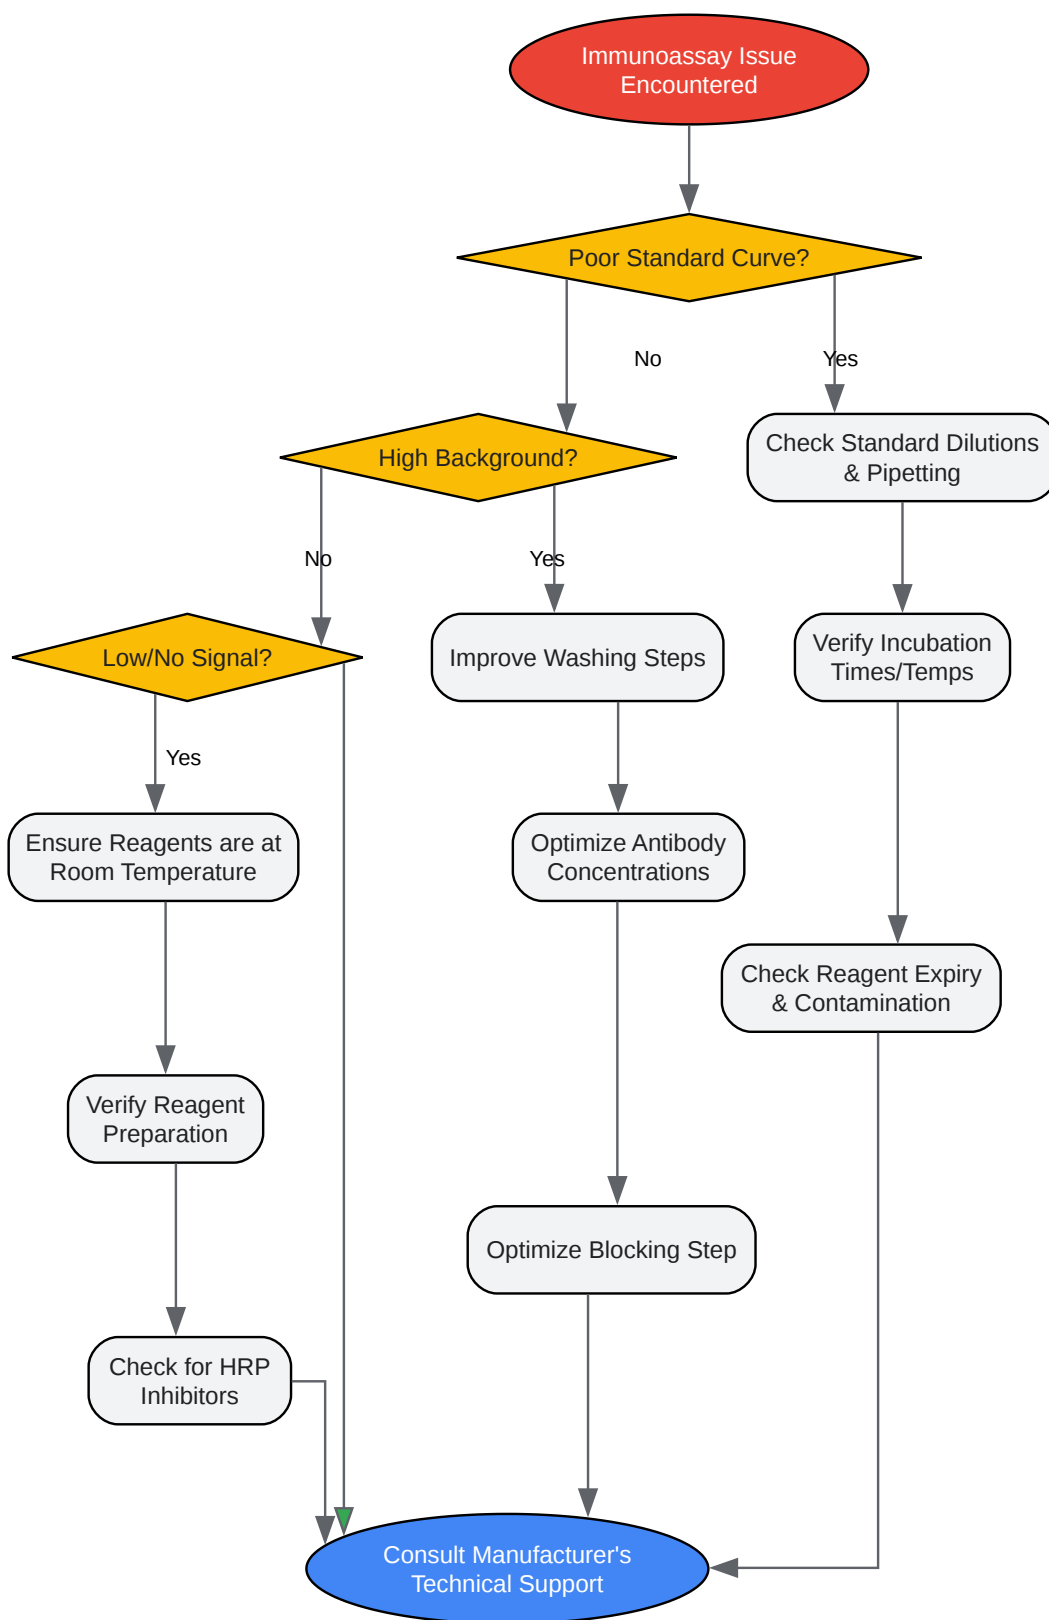 Immunoassay Issue
Encountered
Poor Standard Curve?
No
Yes
High Background?
Check Standard Dilutions
& Pipetting
No
Yes
Low/No Signal?
Improve Washing Steps
Verify Incubation
Times/Temps
Yes
Ensure Reagents are at
Room Temperature
Optimize Antibody
Concentrations
Check Reagent Expiry
& Contamination
Verify Reagent
Preparation
Optimize Blocking Step
Check for HRP
Inhibitors
Consult Manufacturer's
Technical Support